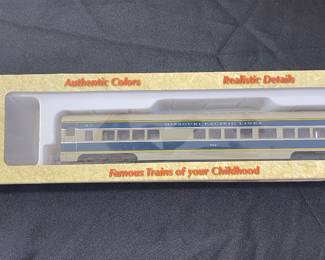 Authentic Colors
Realistic Details
MISSOURI PACIFIC LINES
Famous Trains of your Childhood